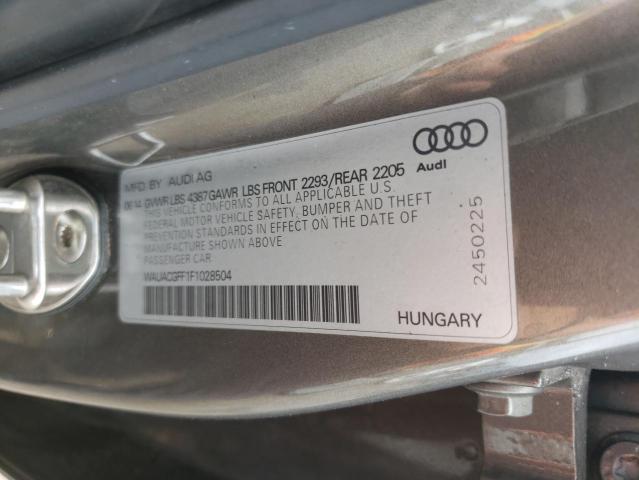 Audi
MFD. BY AUDI AG
06.14 GVWR LBS 4387 GAWR LBS FRONT 2293/REAR 2205
THIS VEHICLE CONFORMS TO ALL APPLICABLE U.S.
FEDERAL MOTOR VEHICLE SAFETY, BUMPER AND THEFT
PREVENTION STANDARDS IN EFFECT ON THE DATE OF
MANUFACTURE SHOWN ABOVE
PASSENGER CAR
WAUACGFF1F1028504
HUNGARY
2450225